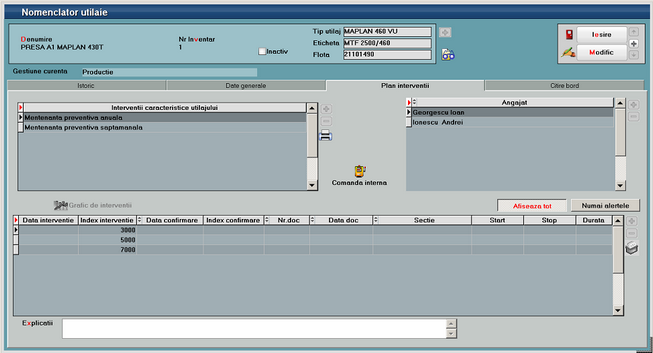 Nomenclator utilaie
Denumire
Nr Inventar
PRESA A1 MAPLAN 430T
1
Inactiv
Tip utilaj MAPLAN 460 VU
Eticheta MTF 2500/460
Flota 21101490
Iesire
Modific
Gestiune curenta Productie
Istoric
Date generale
Plan interventii
Citire bord
Interventii caracteristice utilajului
Mentenanta preventiva anuala
Mentenanta preventiva saptamanala
Angajat
Georgescu Ioan
Ionescu Andrei
Comanda interna
Grafic de interventii
Afiseaza tot
Numai alertele
Data interventie Index interventie Data confirmare Index confirmare Nr.doc Data doc Sectie Start Stop Durata
3000
5000
7000
Explicatii